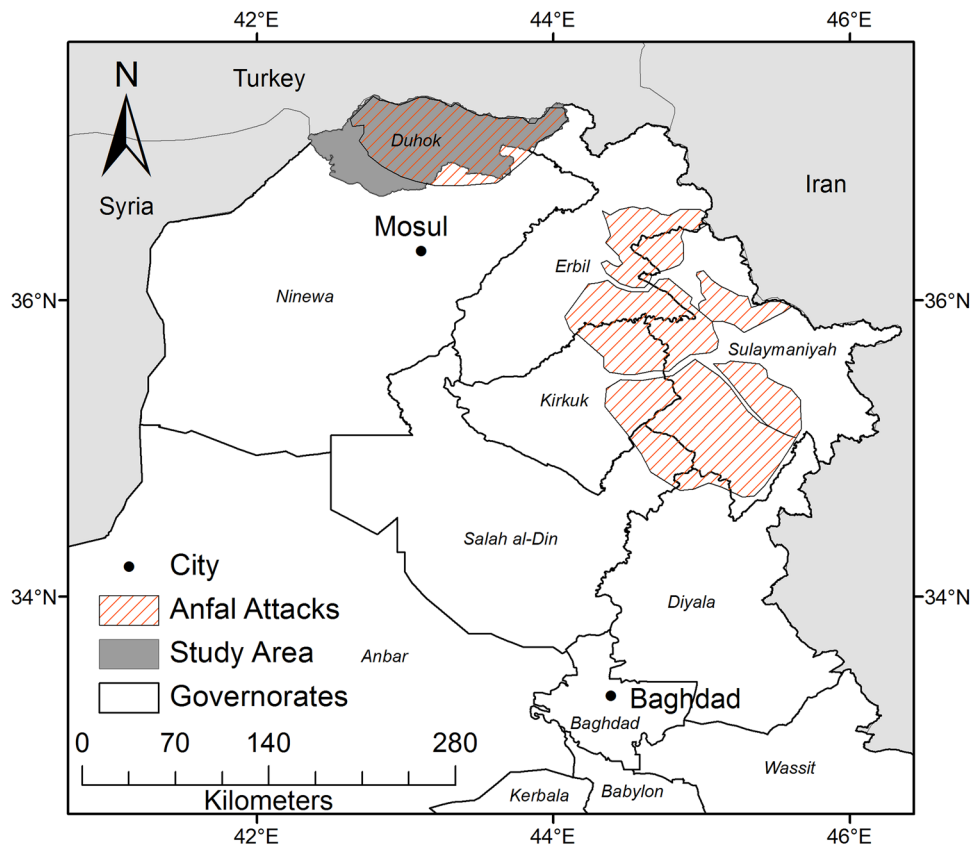 42°E 44°E 46°E
N
Turkey
Duhok
Syria
Iran
Mosul
Erbil
Ninewa
36°N 36°N
Sulaymaniyah
Kirkuk
Salah al-Din
City
Anfal Attacks
34°N 34°N
Diyala
Study Area
Anbar
Governorates
Baghdad
Baghdad
0 70 140 280
Kilometers
Wassit
Kerbala
Babylon
42°E 44°E 46°E